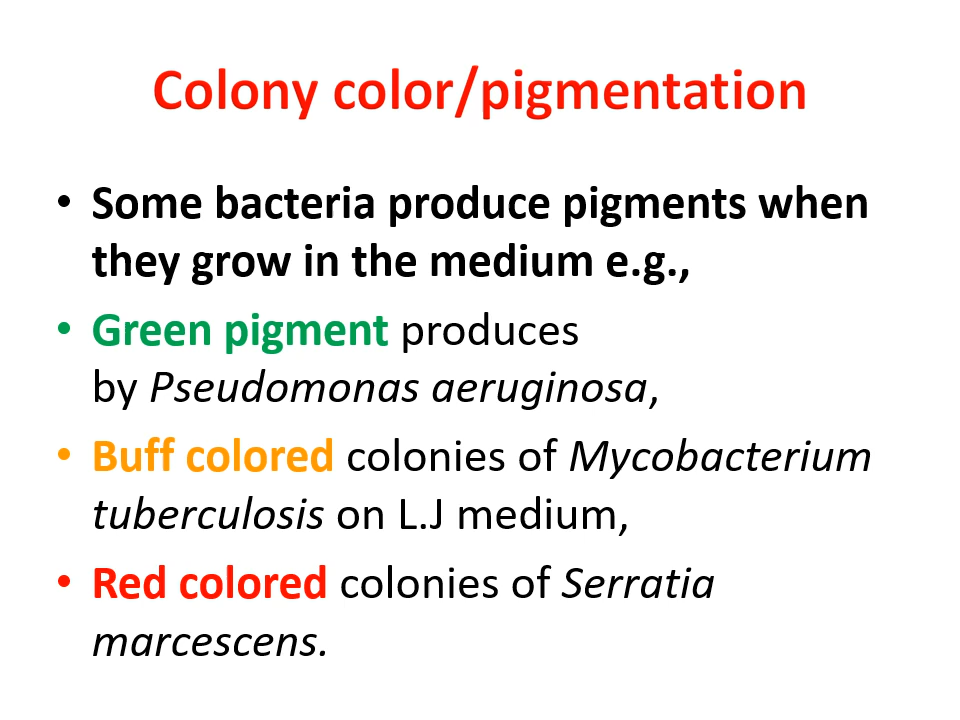 Colony color/pigmentation
• Some bacteria produce pigments when
they grow in the medium e.g.,
• Green pigment produces
by Pseudomonas aeruginosa,
• Buff colored colonies of Mycobacterium
tuberculosis on L.J medium,
• Red colored colonies of Serratia
marcescens.